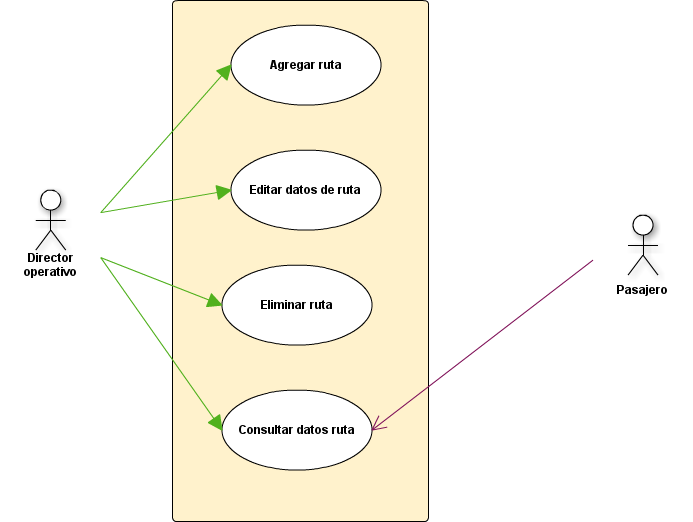 Agregar ruta
Editar datos de ruta
Director
operativo
Eliminar ruta
Pasajero
Consultar datos ruta